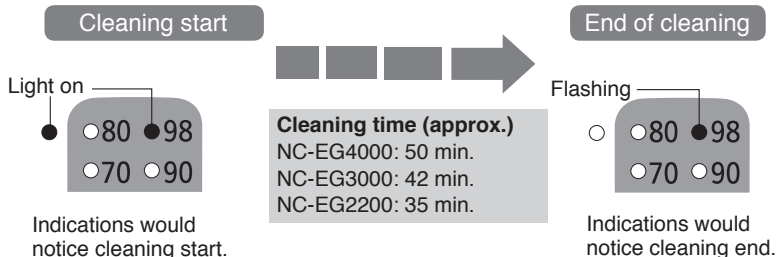 Cleaning start
End of cleaning
Light on
80 98
70 90
Indications would
notice cleaning start.
Cleaning time (approx.)
NC-EG4000: 50 min.
NC-EG3000: 42 min.
NC-EG2200: 35 min.
Flashing
80 98
70 90
Indications would
notice cleaning end.